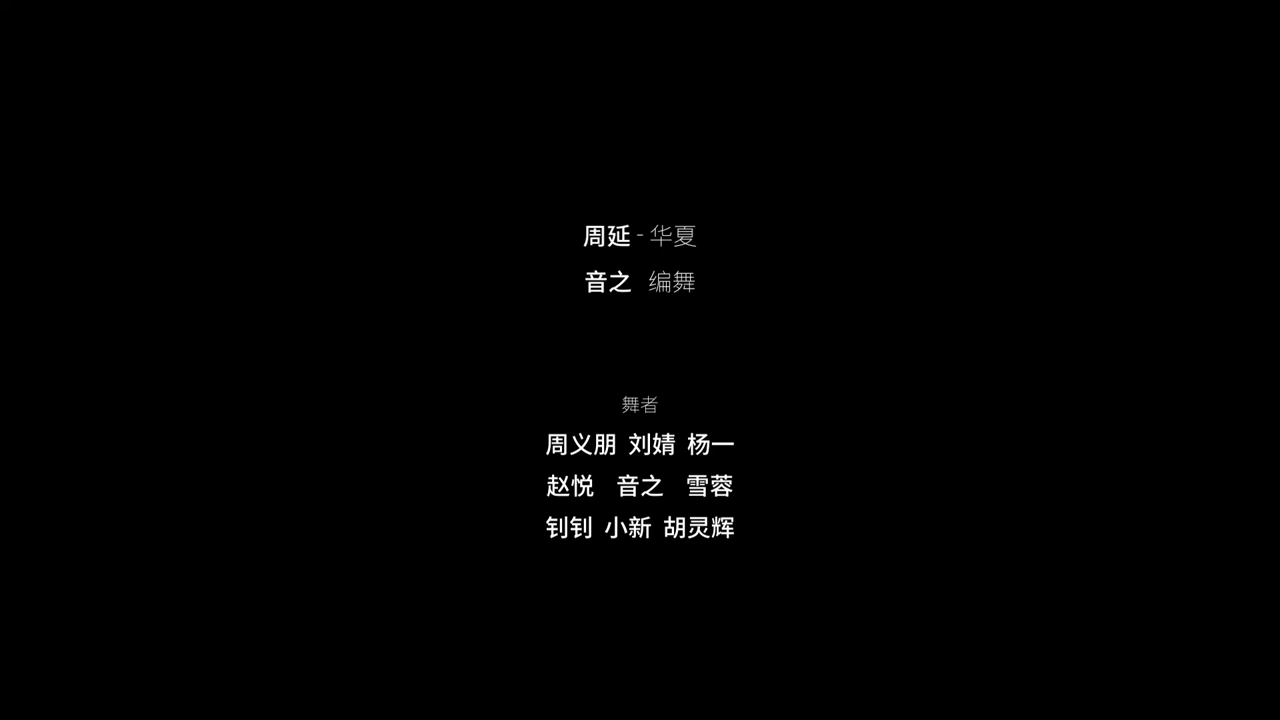 周延 - 华夏
音之 编舞
舞者
周义朋 刘婧 杨一
赵悦 音之 雪蓉
钊钊 小新 胡灵辉